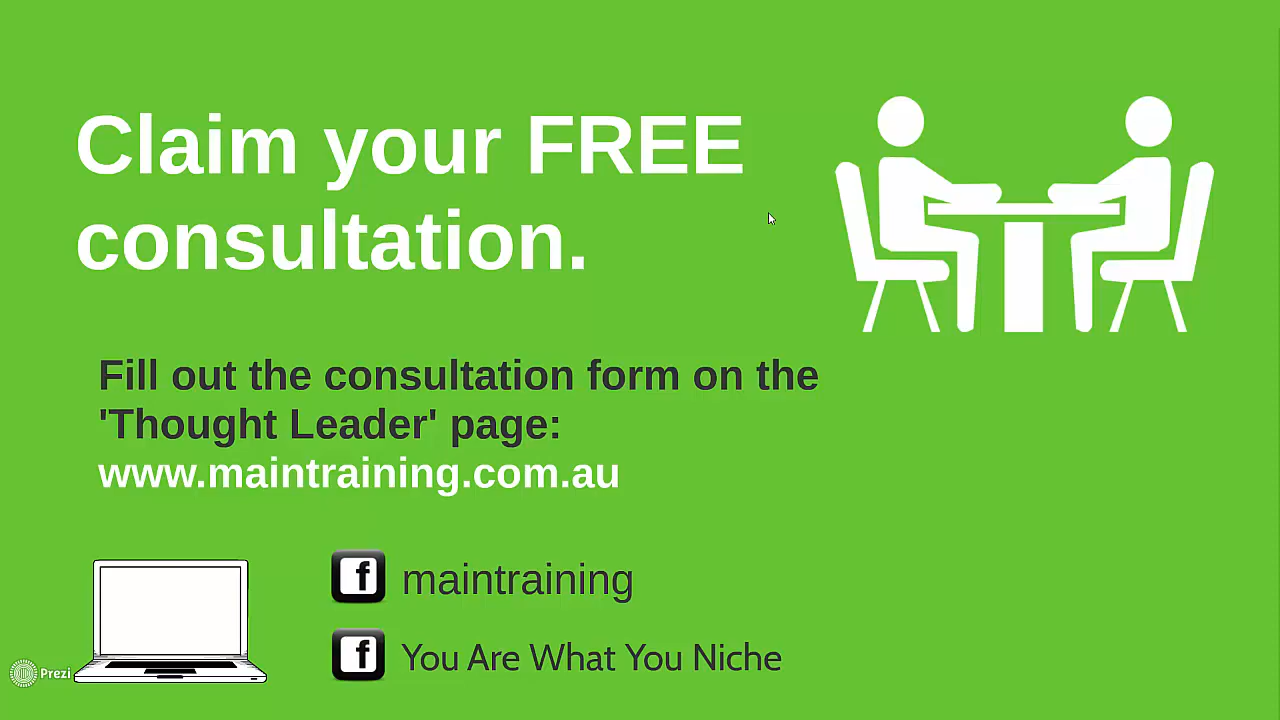 Claim your FREE
consultation.
Fill out the consultation form on the
'Thought Leader' page:
www.maintraining.com.au
f maintraining
f You Are What You Niche
Prezi